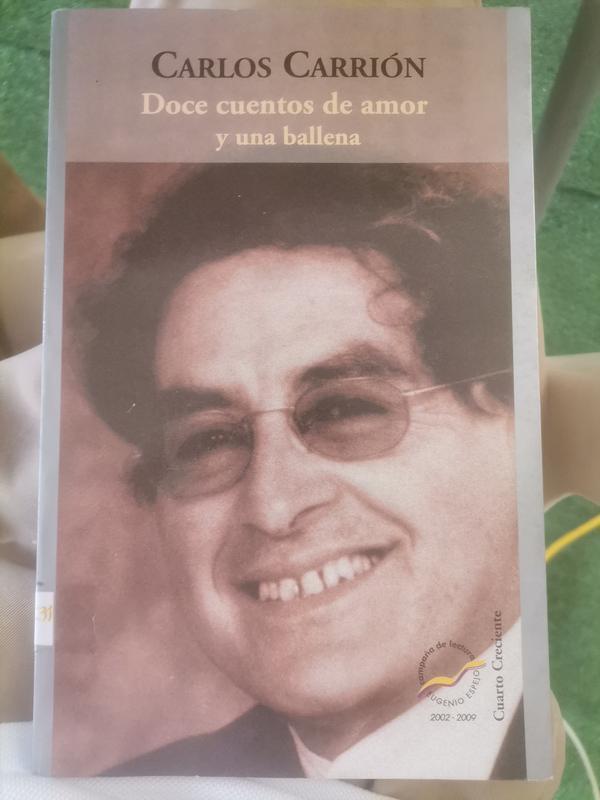 CARLOS CARRIÓN
Doce cuentos de amor
y una ballena
campaña de lectura
EUGENIO ESPEJO
2002 - 2009
Cuarto Creciente